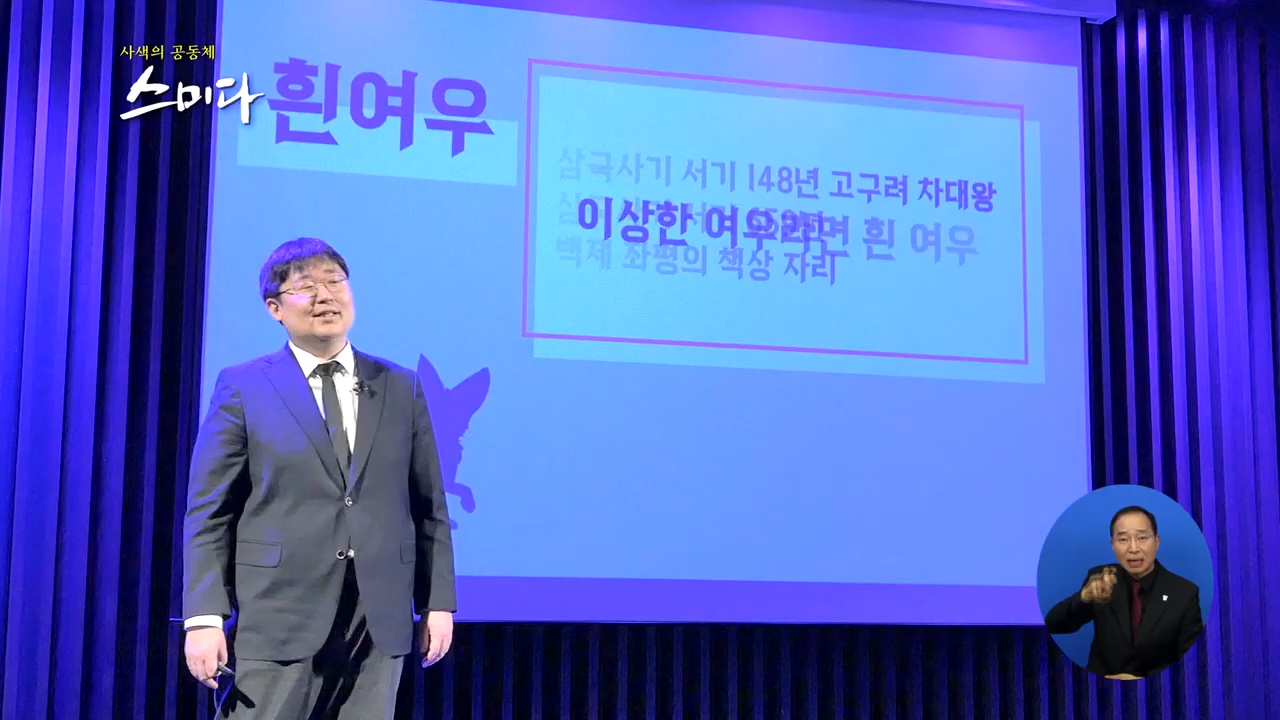 사색의 공동체
스미다
흰여우
삼국사기 서기 148년 고구려 차대왕
이상한 여우라면 흰 여우
백제 좌평의 책상 자리